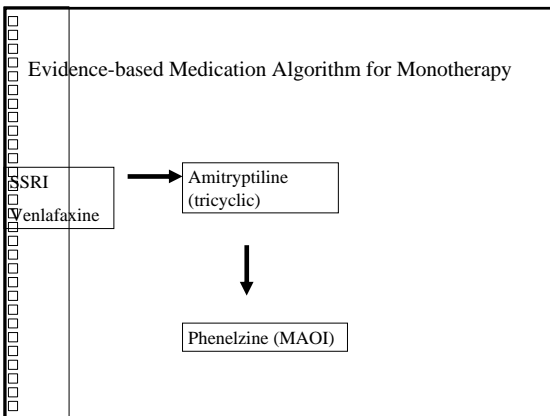 Evidence-based Medication Algorithm for Monotherapy
SSRI
Venlafaxine
Amitryptiline
(tricyclic)
Phenelzine (MAOI)